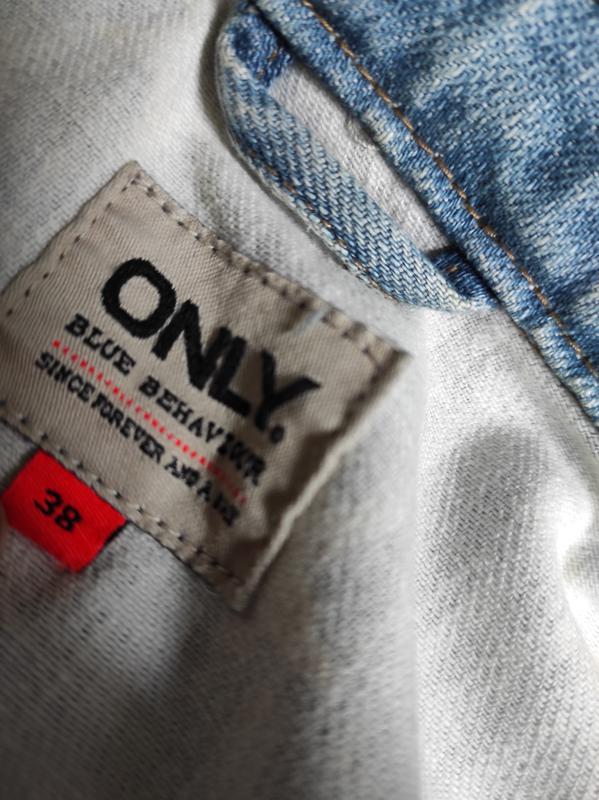 ONLY®
BLUE BEHAVIOUR
SINCE FOREVER AND A DAY
38